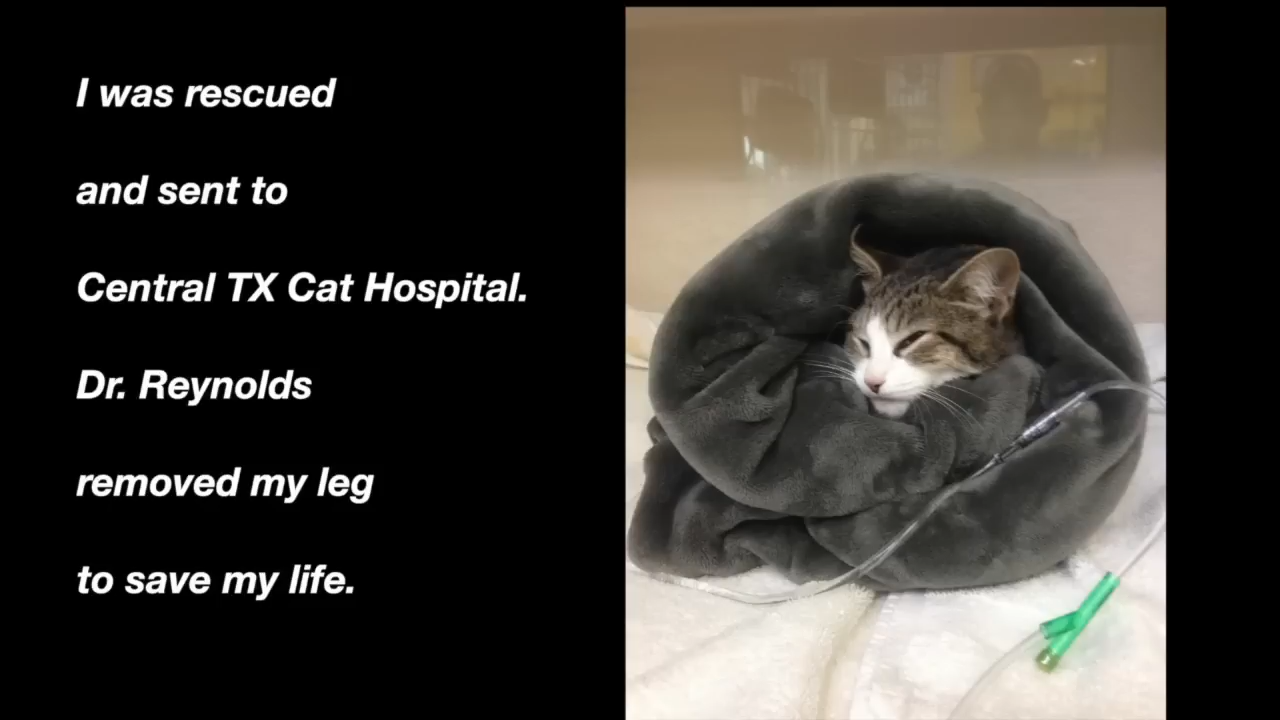 I was rescued
and sent to
Central TX Cat Hospital.
Dr. Reynolds
removed my leg
to save my life.